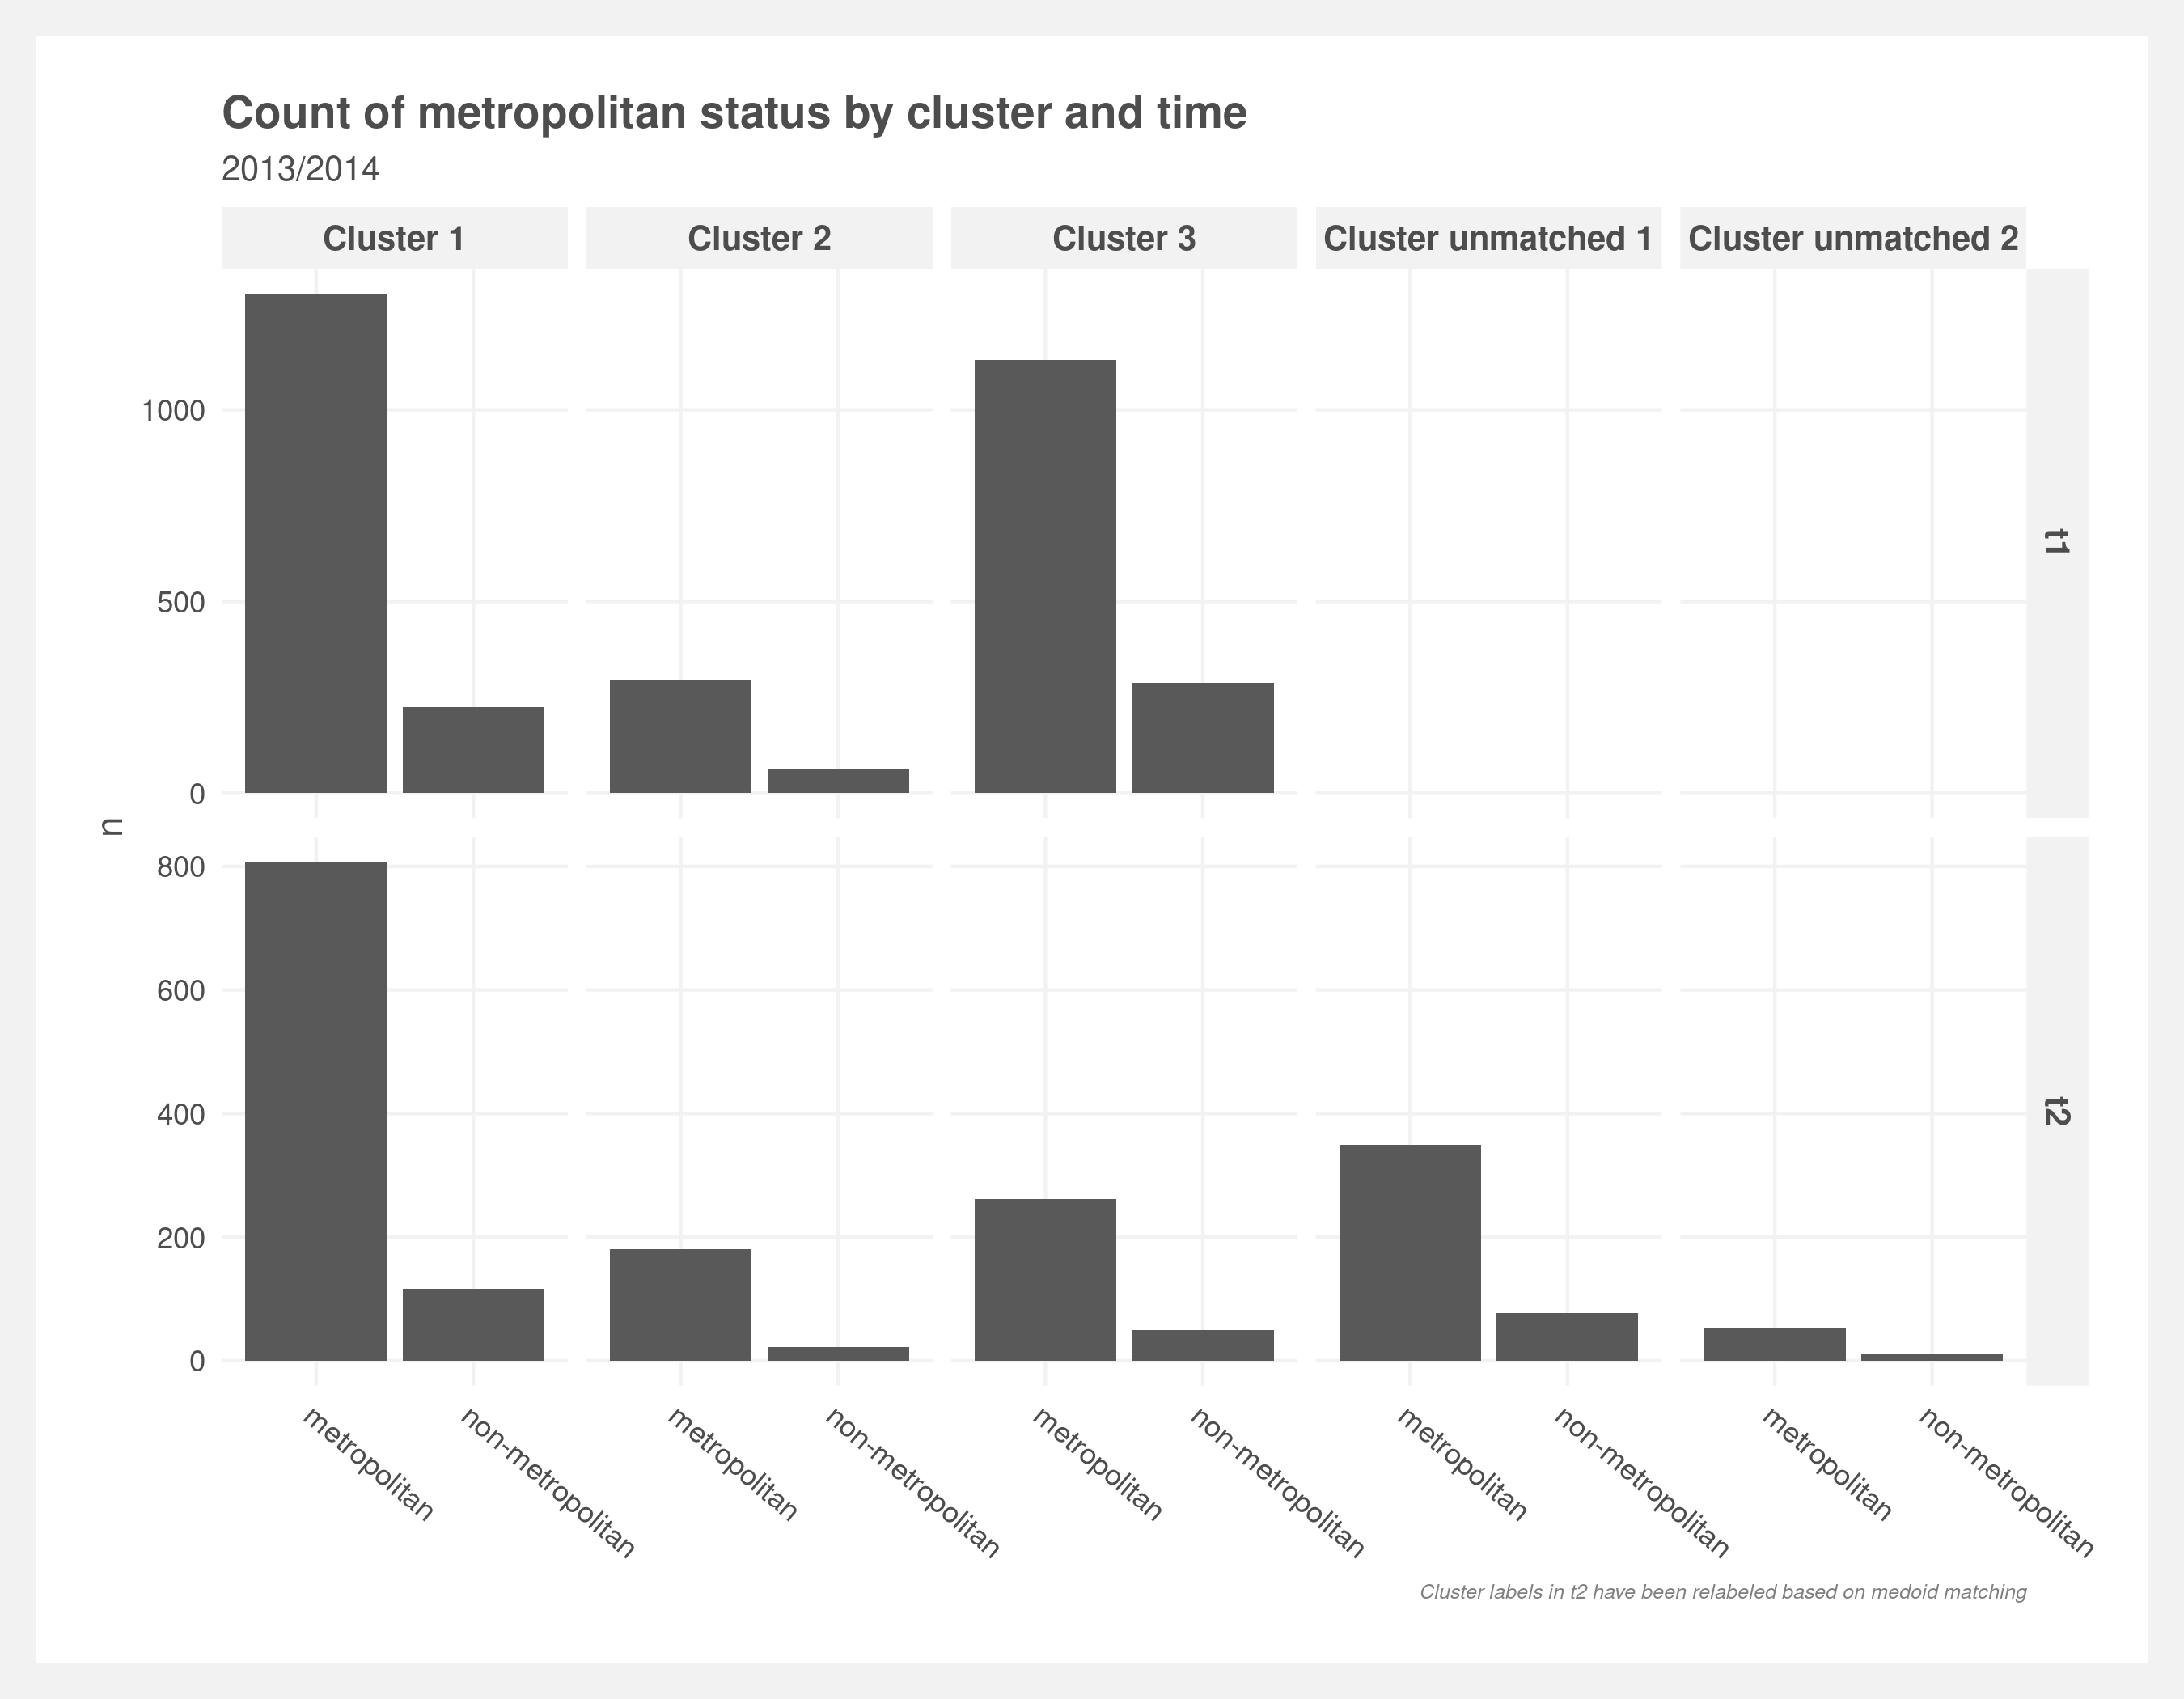 Count of metropolitan status by cluster and time
2013/2014
Cluster 1
Cluster 2
Cluster 3
Cluster unmatched 1
Cluster unmatched 2
1000
500
0
t1
n
800
600
400
200
0
t2
metropolitan
non-metropolitan
metropolitan
non-metropolitan
metropolitan
non-metropolitan
metropolitan
non-metropolitan
metropolitan
non-metropolitan
Cluster labels in t2 have been relabeled based on medoid matching